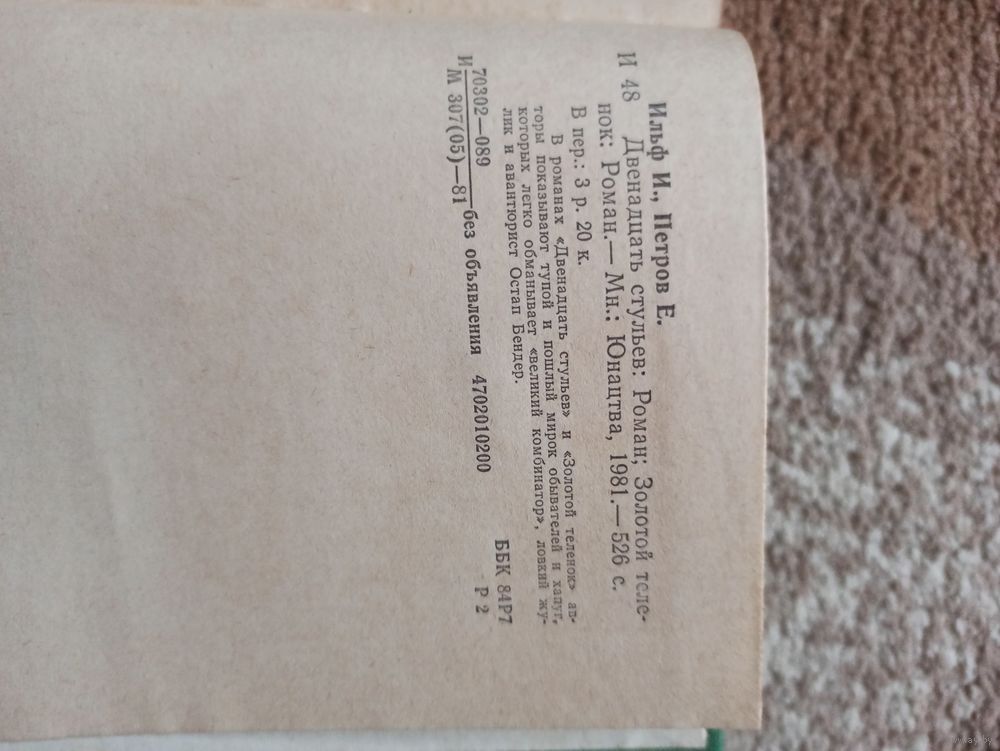 Ильф И., Петров Е.
И 48 Двенадцать стульев: Роман; Золотой теле-
нок: Роман.— Мн.: Юнацтва, 1981.—526 с.
В пер.: 3 р. 20 к.
В романах «Двенадцать стульев» и «Золотой теленок» ав-
торы показывают тупой и пошлый мирок обывателей и хапуг,
которых легко обманывает «великий комбинатор», ловкий жу-
лик и авантюрист Остап Бендер.
И 70302—089
М 307(05)—81 без объявления 4702010200
ББК 84Р7
Р 2